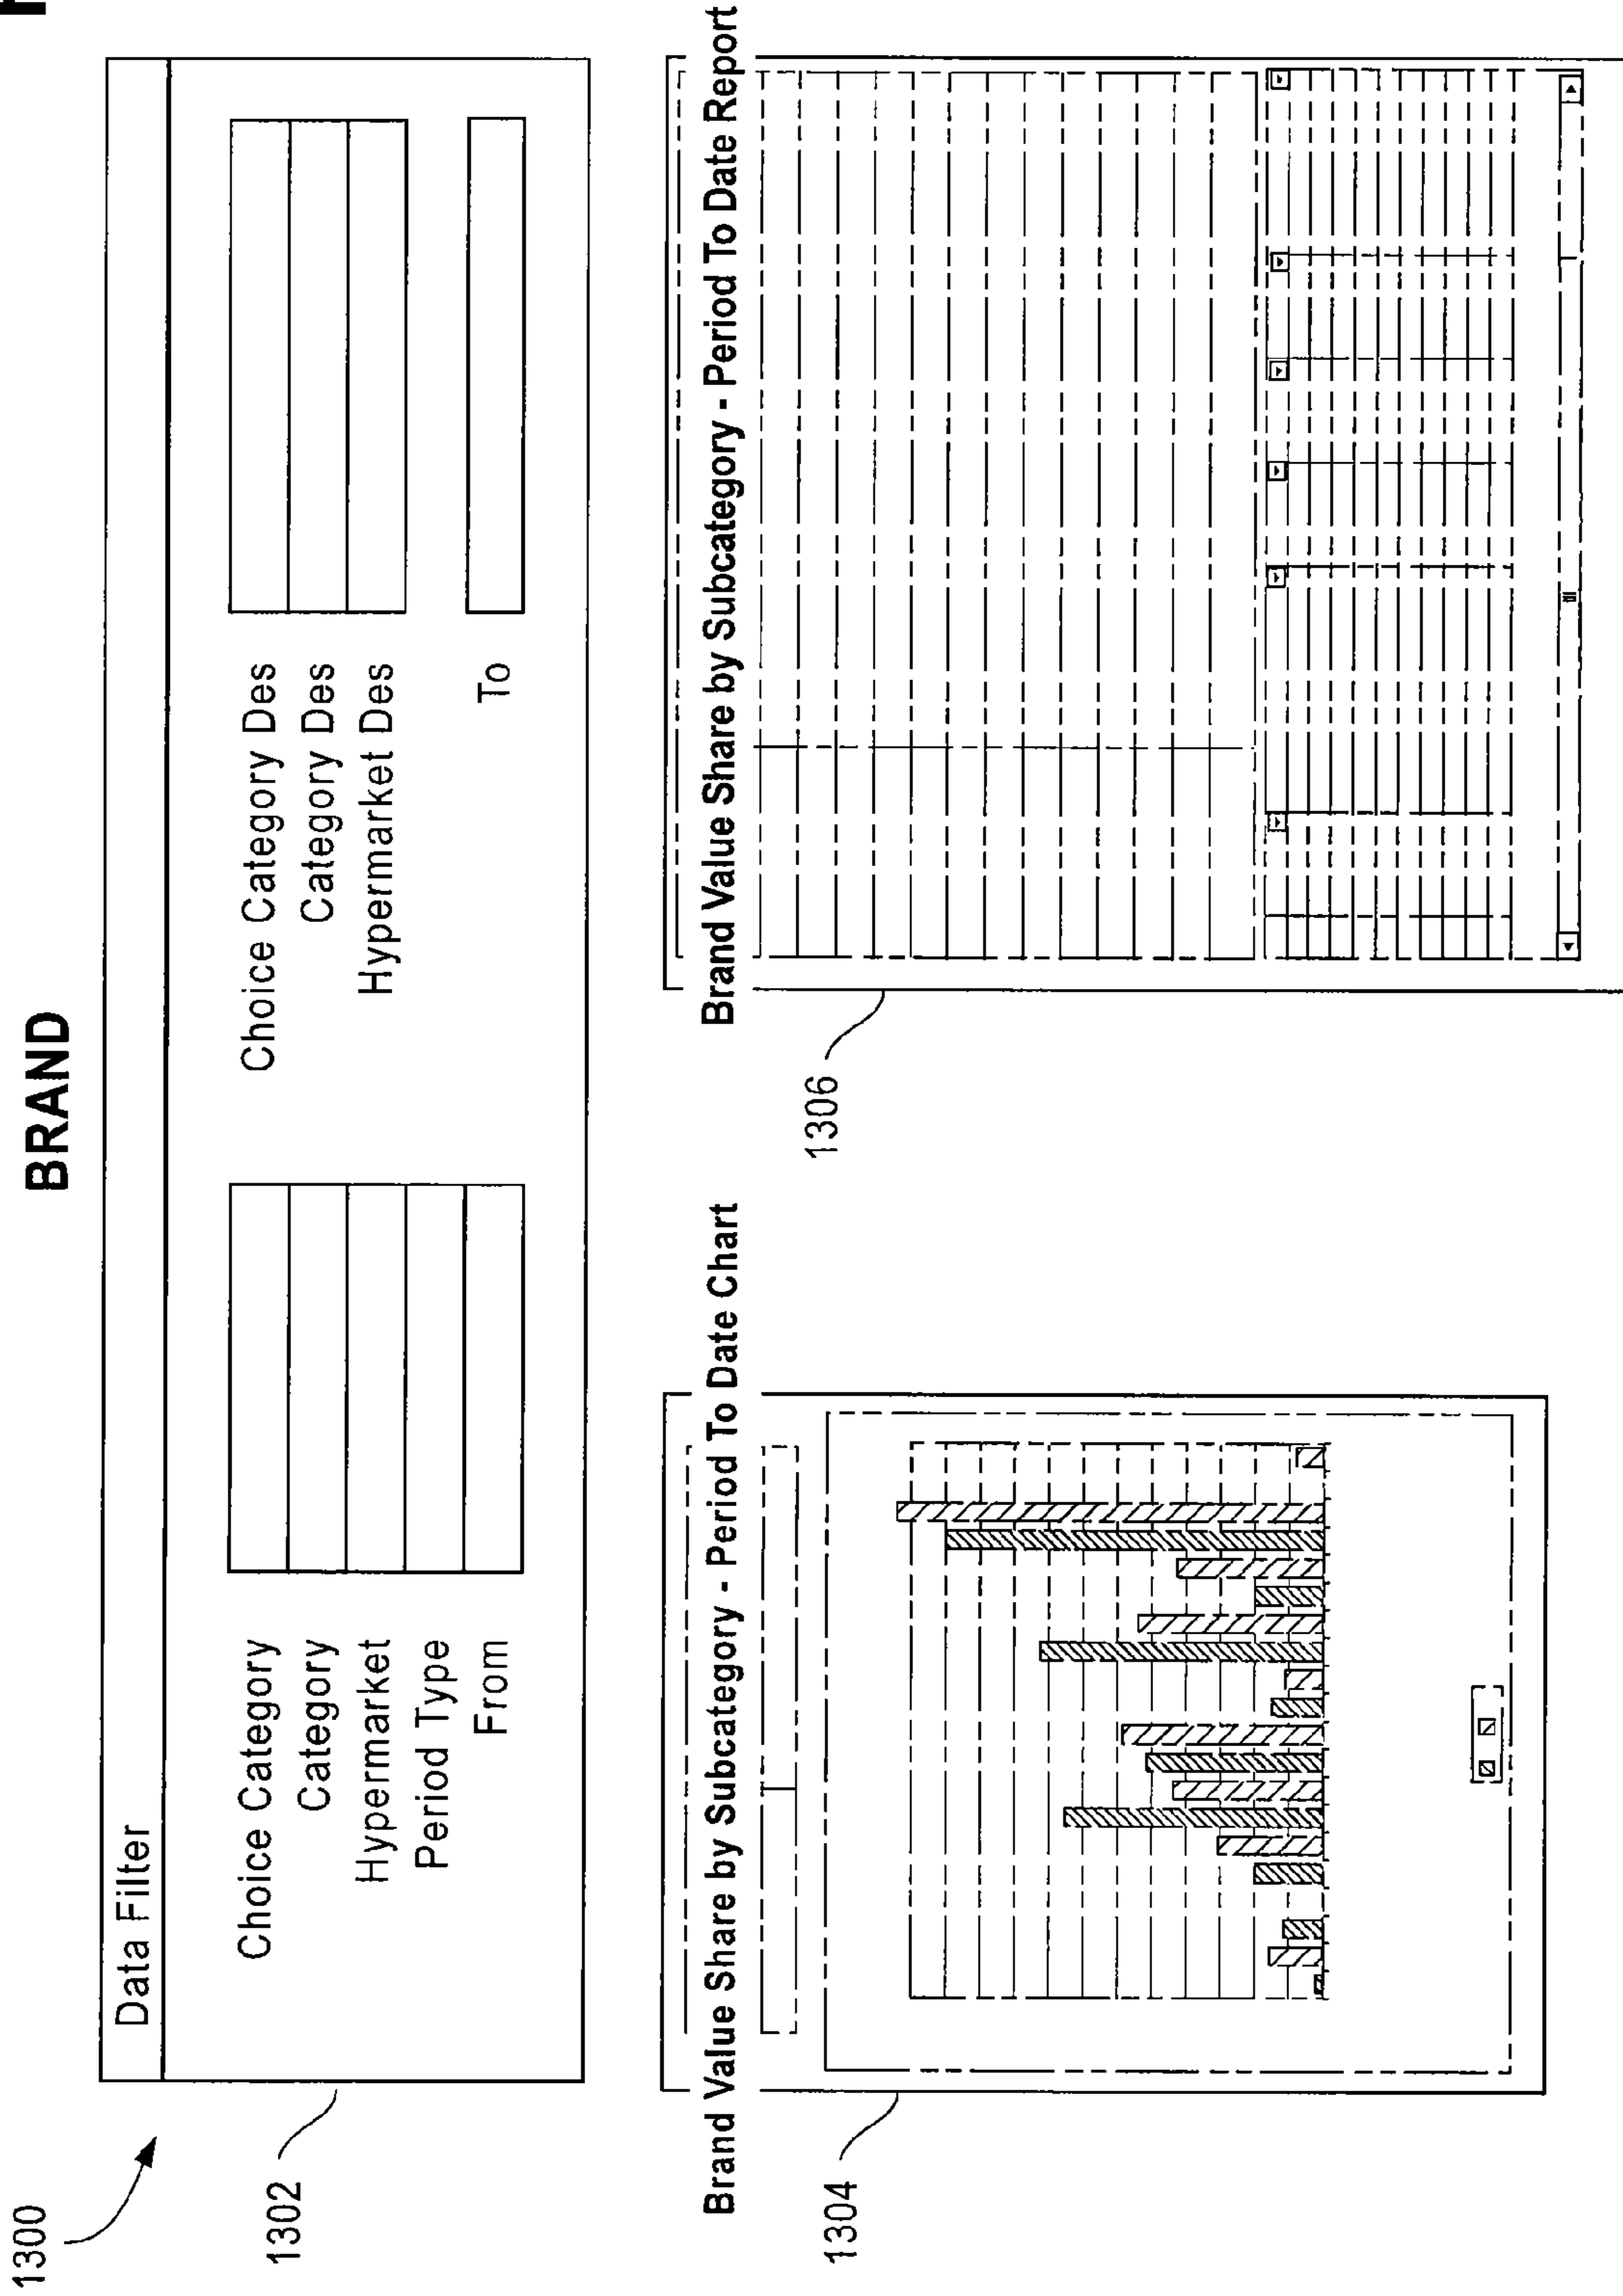 BRAND
1300
Data Filter
1302
Choice Category
Choice Category Des
Category
Category Des
Hypermarket
Hypermarket Des
Period Type
From
To
Brand Value Share by Subcategory - Period To Date Chart
Brand Value Share by Subcategory - Period To Date Report
1304
1306